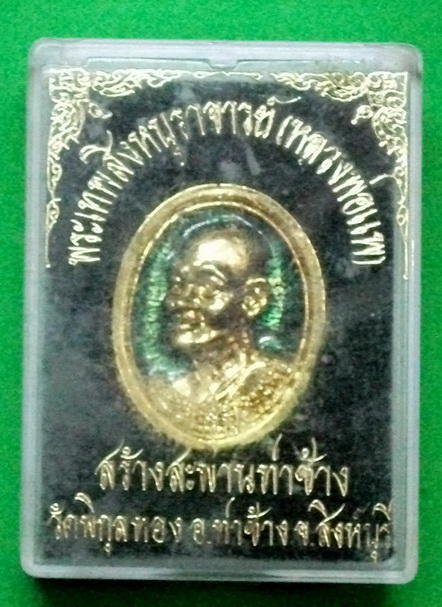 พระเทพสิงหบุราจารย์ (หลวงพ่อแพ)
สร้างสะพานท่าช้าง
วัดพิกุลทอง อ.ท่าช้าง จ.สิงห์บุรี